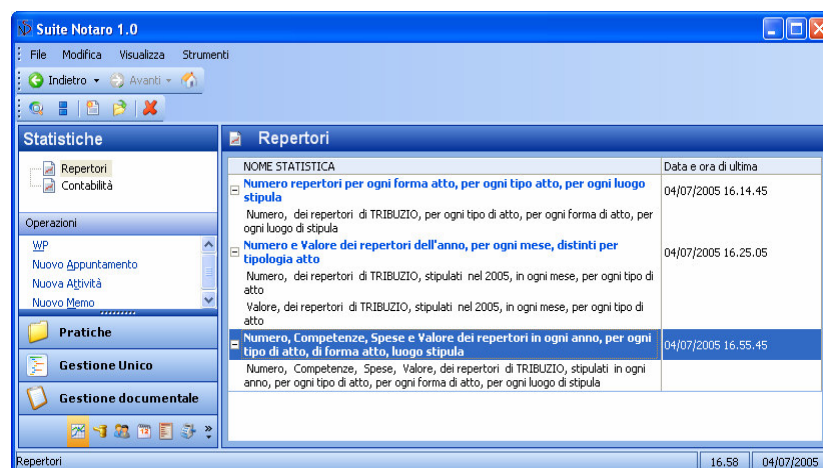 Suite Notaro 1.0
File Modifica Visualizza Strumenti
Indietro Avanti
Statistiche
Repertori
Contabilità
Operazioni
WP
Nuovo Appuntamento
Nuova Attività
Nuovo Memo
Pratiche
Gestione Unico
Gestione documentale
Repertori
NOME STATISTICA Data e ora di ultima
Numero repertori per ogni forma atto, per ogni tipo atto, per ogni luogo
stipula
04/07/2005 16.14.45
Numero, dei repertori di TRIBUZIO, per ogni tipo di atto, per ogni forma di atto, per
ogni luogo di stipula
Numero e Valore dei repertori dell'anno, per ogni mese, distinti per
tipologia atto
04/07/2005 16.25.05
Numero, dei repertori di TRIBUZIO, stipulati nel 2005, in ogni mese, per ogni tipo di
atto
Valore, dei repertori di TRIBUZIO, stipulati nel 2005, in ogni mese, per ogni tipo di
atto
Numero, Competenze, Spese e Valore dei repertori in ogni anno, per ogni
tipo di atto, di forma atto, luogo stipula
04/07/2005 16.55.45
Numero, Competenze, Spese, Valore, dei repertori di TRIBUZIO, stipulati in ogni
anno, per ogni tipo di atto, per ogni forma di atto, per ogni luogo di stipula
Repertori 16.58 04/07/2005